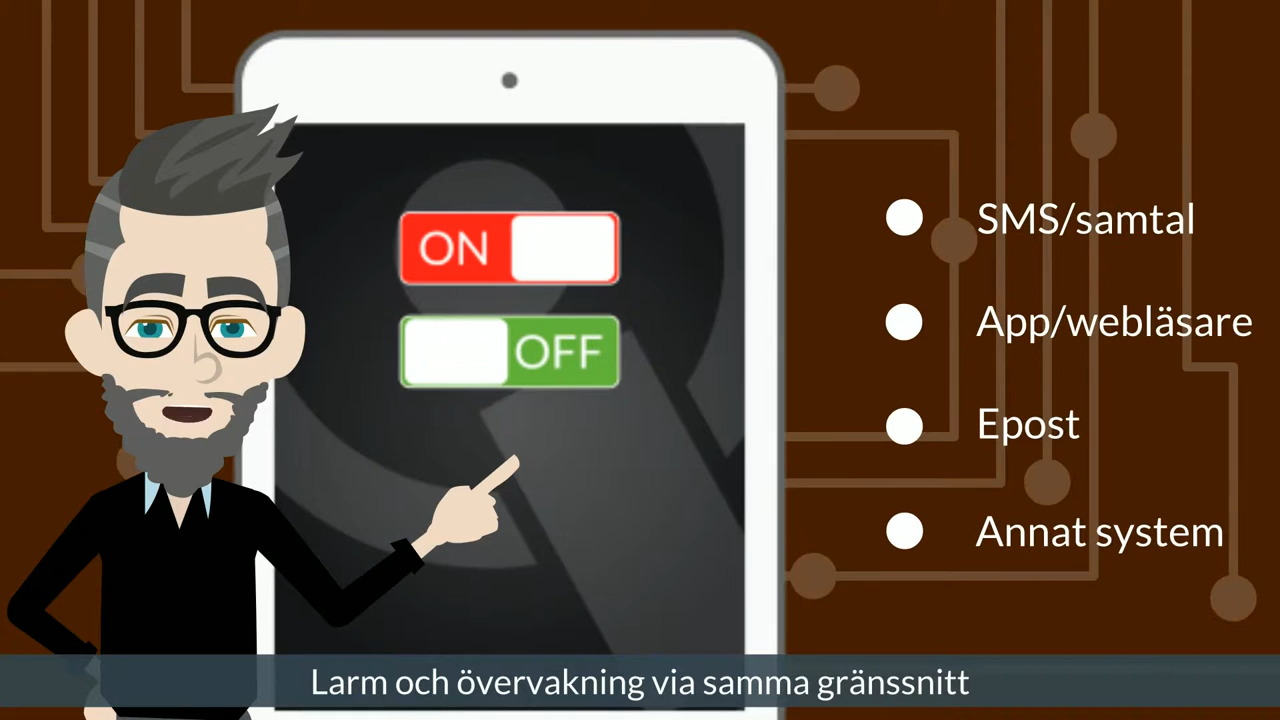 ON
OFF
SMS/samtal
App/webläsare
Epost
Annat system
Larm och övervakning via samma gränssnitt